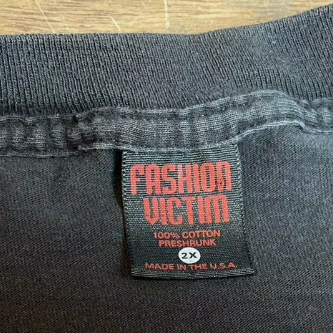 FASHION
VICTIM
100% COTTON
PRESHRUNK
2X
MADE IN THE U.S.A.